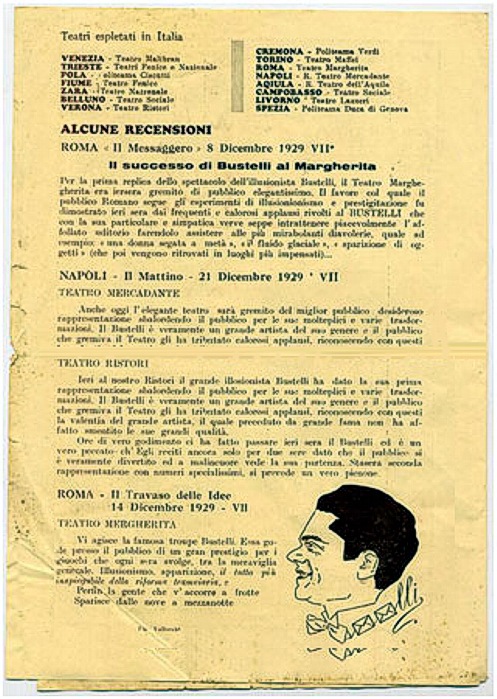 Teatri espletati in Italia
VENEZIA - Teatro Malibran
TRIESTE - Teatri Fenice e Nazionale
POLA - Politeama Ciscutti
FIUME - Teatro Fenice
ZARA - Teatro Nazionale
BELLUNO - Teatro Sociale
VERONA - Teatro Ristori
CREMONA - Politeama Verdi
TORINO - Teatro Maffei
ROMA - Teatro Margherita
NAPOLI - R. Teatro Mercadante
AQUILA - R. Teatro dell'Aquila
CAMPOBASSO - Teatro Sociale
LIVORNO - Teatro Lazzeri
SPEZIA - Politeama Duca di Genova
ALCUNE RECENSIONI
ROMA « Il Messaggero » 8 Dicembre 1929 VII°
Il successo di Bustelli al Margherita
Per la prima replica dello spettacolo dell'illusionista Bustelli, il Teatro Marghe-
gherita era iersera gremito di pubblico elegantissimo. Il favore col quale il
pubblico Romano segue gli esperimenti di illusionionismo e prestigitazione fu
dimostrato ieri sera dai frequenti e calorosi applausi rivolti al BUSTELLI che
con la sua particolare e simpatica verve seppe intrattenere piacevolmente l'af-
follato uditorio farendolo assistere alle più mirabolanti diavolerie, quale ad
esempio: « una donna segata a metà », « il fluido glaciale », « sparizione di og-
getti » (che poi vengono ritrovati in luoghi più impensati)...
NAPOLI - Il Mattino - 21 Dicembre 1929 ' VII
TEATRO MERCADANTE
Anche oggi l'elegante teatro sarà gremito del miglior pubblico desideroso
rappresentazione sbalordendo il pubblico per le sue molteplici e varie trasfor-
mazioni. Il Bustelli è veramente un grande artista del suo genere e il pubblico
che gremiva il Teatro gli ha tributato calorosi applausi, riconoscendo con questi
TEATRO RISTORI
Ieri al nostro Ristori il grande illusionista Bustelli ha dato la sua prima
rappresentazione sbalordendo il pubblico per le sue molteplici e varie trasfor-
mazioni. Il Bustelli è veramente un grande artista del suo genere e il pubblico
che gremiva il Teatro gli ha tributato calorosi applausi, riconoscendo con questi
la valentia del grande artista, il quale preceduto da grande fama non ha af-
fatto smentito le sue grandi qualità.
Ore di vero godimento ci ha fatto passare ieri sera il Bustelli ed è un
vero peccato ch' Egli reciti ancora solo per due sere dato che il pubblico si
è veramente divertito ed a malincuore vede la sua partenza. Stasera seconda
rappresentazione con numeri specialissimi, si prevede un vero pienone.
ROMA - Il Travaso delle Idee
14 Dicembre 1929 - VII
TEATRO MERGHERITA
Vi agisce la famosa troupe Bustelli. Essa go-
de presso il pubblico di un gran prestigio per i
giuochi che ogni sera svolge, tra la meraviglia
generale. Illusionismo, apparizione, il tutto più
inspiegabile della riforma tramviaria, e
Perfin la gente che v'accorre a frotte
Sparisce dalle nove a mezzanotte